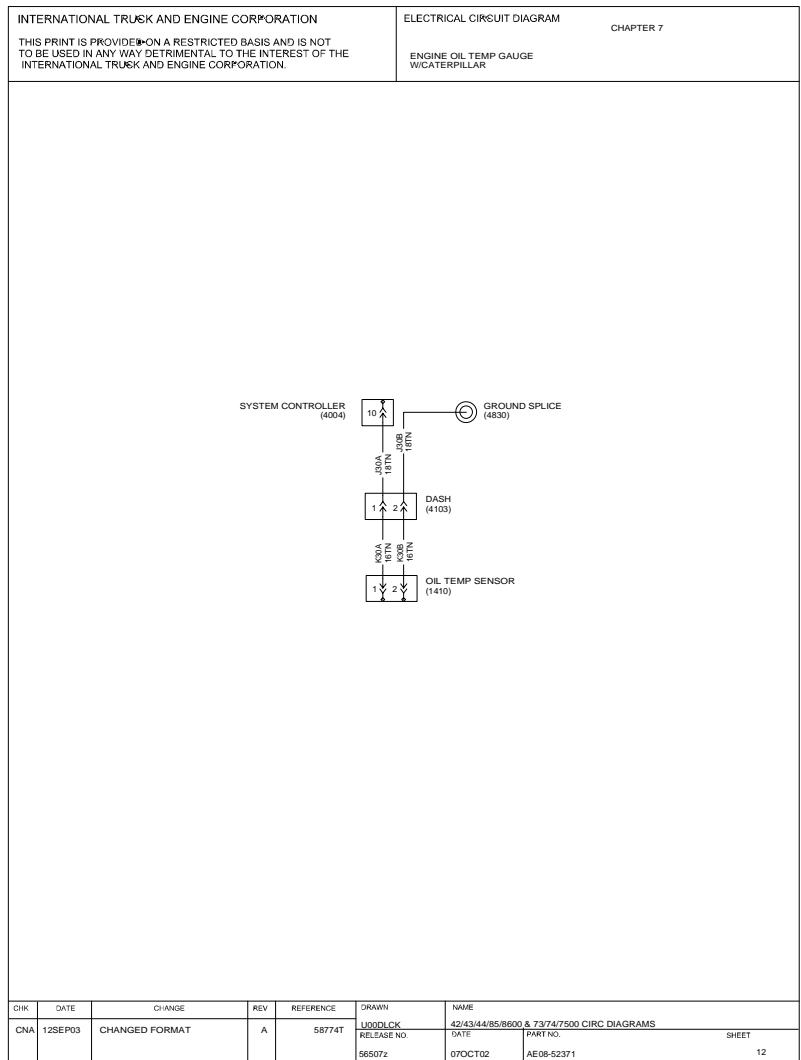 INTERNATIONAL TRUCK AND ENGINE CORPORATION
THIS PRINT IS PROVIDED ON A RESTRICTED BASIS AND IS NOT
TO BE USED IN ANY WAY DETRIMENTAL TO THE INTEREST OF THE
INTERNATIONAL TRUCK AND ENGINE CORPORATION.
ELECTRICAL CIRCUIT DIAGRAM
CHAPTER 7
ENGINE OIL TEMP GAUGE
W/CATERPILLAR
SYSTEM CONTROLLER
(4004)
10
GROUND SPLICE
(4830)
J30A
18TN
J30B
18TN
1 2
DASH
(4103)
K30A
16TN
K30B
16TN
1 2
OIL TEMP SENSOR
(1410)
CHK DATE CHANGE REV REFERENCE
CNA 12SEP03 CHANGED FORMAT A 58774T
DRAWN
U00DLCK
NAME
42/43/44/85/8600 & 73/74/7500 CIRC DIAGRAMS
RELEASE NO. DATE PART NO. SHEET
56507z 07OCT02 AE08-52371 12